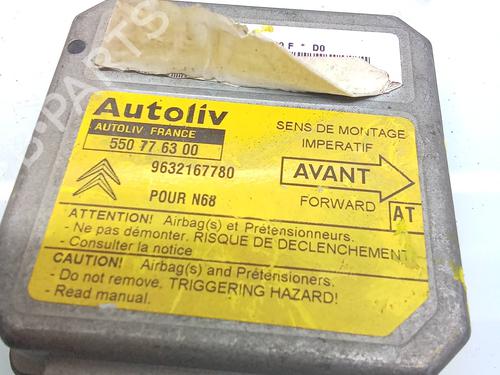 F * D0
Autoliv
AUTOLIV FRANCE
550 77 63 00
9632167780
POUR N68
SENS DE MONTAGE
IMPERATIF
AVANT
FORWARD
AT
ATTENTION! Airbag(s) et Prétensionneurs.
- Ne pas démonter. RISQUE DE DECLENCHEMENT
- Consulter la notice
CAUTION! Airbag(s) and Prétensioners.
- Do not remove. TRIGGERING HAZARD!
- Read manual.